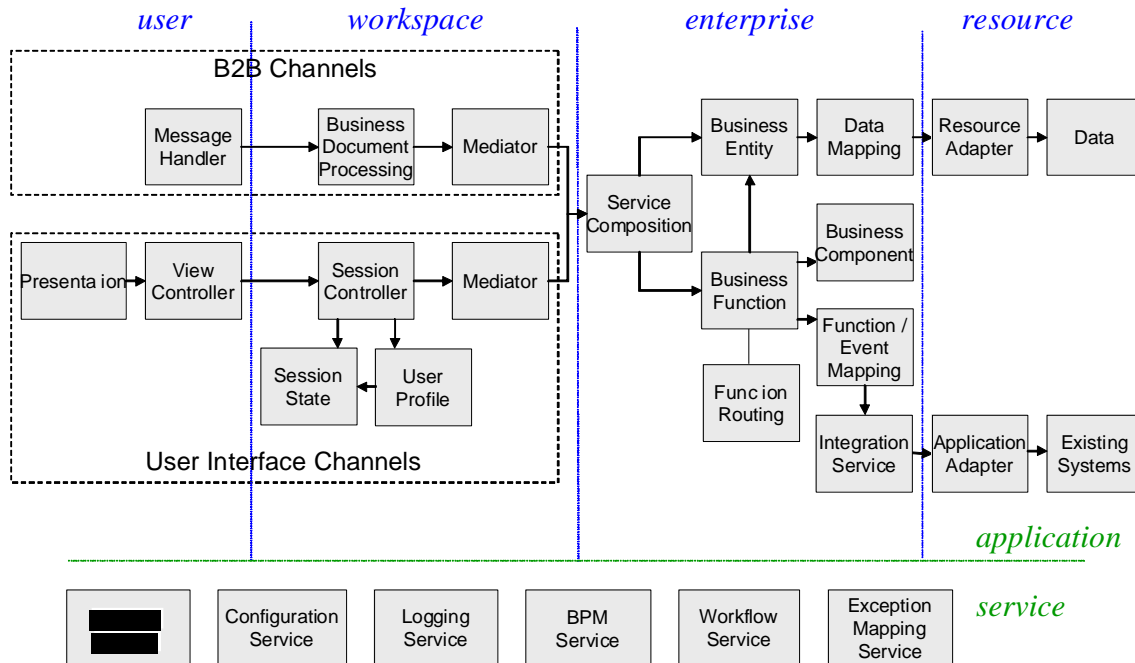 user
workspace
enterprise
resource
B2B Channels
Message
Handler
Business
Document
Processing
Mediator
Business
Entity
Data
Mapping
Resource
Adapter
Data
Service
Composition
Business
Component
Presenta ion
View
Controller
Session
Controller
Mediator
Business
Function
Function /
Event
Mapping
Session
State
User
Profile
Func ion
Routing
User Interface Channels
Integration
Service
Application
Adapter
Existing
Systems
application
service
Configuration
Service
Logging
Service
BPM
Service
Workflow
Service
Exception
Mapping
Service